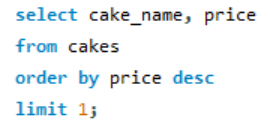 select cake_name, price
from cakes
order by price desc
limit 1;